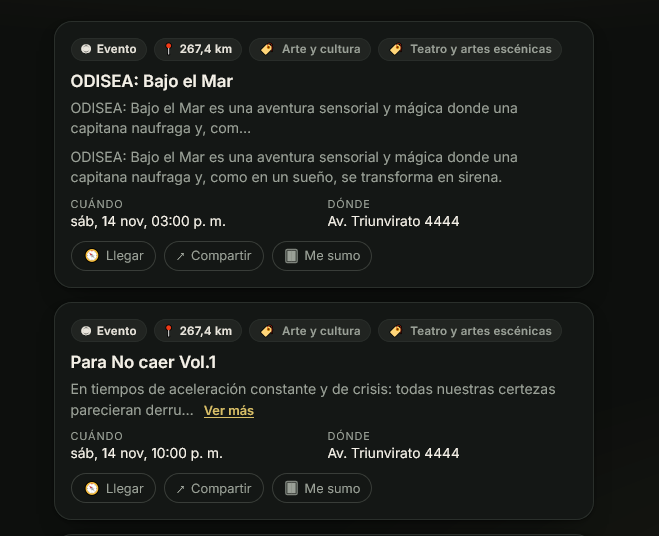 Evento 267,4 km Arte y cultura Teatro y artes escénicas
ODISEA: Bajo el Mar
ODISEA: Bajo el Mar es una aventura sensorial y mágica donde una
capitana naufraga y, com...
ODISEA: Bajo el Mar es una aventura sensorial y mágica donde una
capitana naufraga y, como en un sueño, se transforma en sirena.
CUÁNDO DÓNDE
sáb, 14 nov, 03:00 p. m. Av. Triunvirato 4444
Llegar Compartir Me sumo
Evento 267,4 km Arte y cultura Teatro y artes escénicas
Para No caer Vol.1
En tiempos de aceleración constante y de crisis: todas nuestras certezas
parecieran derru... Ver más
CUÁNDO DÓNDE
sáb, 14 nov, 10:00 p. m. Av. Triunvirato 4444
Llegar Compartir Me sumo